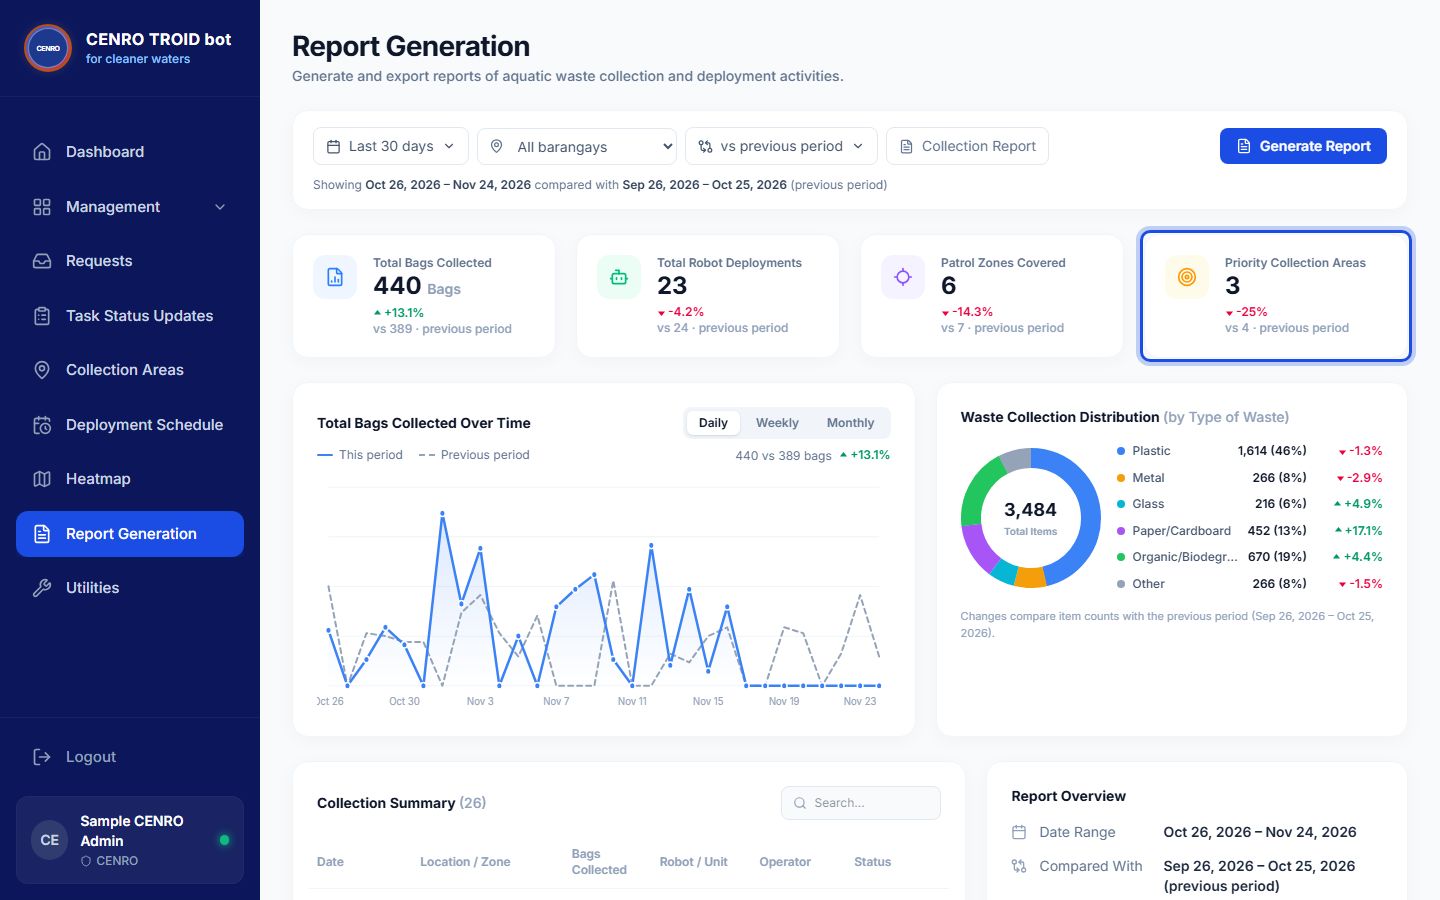 CENRO
CENRO TROID bot
for cleaner waters
Dashboard
Management
Requests
Task Status Updates
Collection Areas
Deployment Schedule
Heatmap
Report Generation
Utilities
Logout
CE
Sample CENRO
Admin
CENRO
Report Generation
Generate and export reports of aquatic waste collection and deployment activities.
Last 30 days
All barangays
vs previous period
Collection Report
Generate Report
Showing Oct 26, 2026 – Nov 24, 2026 compared with Sep 26, 2026 – Oct 25, 2026 (previous period)
Total Bags Collected
440 Bags
+13.1%
vs 389 · previous period
Total Robot Deployments
23
-4.2%
vs 24 · previous period
Patrol Zones Covered
6
-14.3%
vs 7 · previous period
Priority Collection Areas
3
-25%
vs 4 · previous period
Total Bags Collected Over Time
Daily Weekly Monthly
This period Previous period
440 vs 389 bags +13.1%
Oct 26 Oct 30 Nov 3 Nov 7 Nov 11 Nov 15 Nov 19 Nov 23
Waste Collection Distribution (by Type of Waste)
3,484
Total Items
Plastic 1,614 (46%) -1.3%
Metal 266 (8%) -2.9%
Glass 216 (6%) +4.9%
Paper/Cardboard 452 (13%) +17.1%
Organic/Biodegr... 670 (19%) +4.4%
Other 266 (8%) -1.5%
Changes compare item counts with the previous period (Sep 26, 2026 – Oct 25,
2026).
Collection Summary (26)
Search...
Date Location / Zone Bags Collected Robot / Unit Operator Status
Report Overview
Date Range Oct 26, 2026 – Nov 24, 2026
Compared With Sep 26, 2026 – Oct 25, 2026
(previous period)